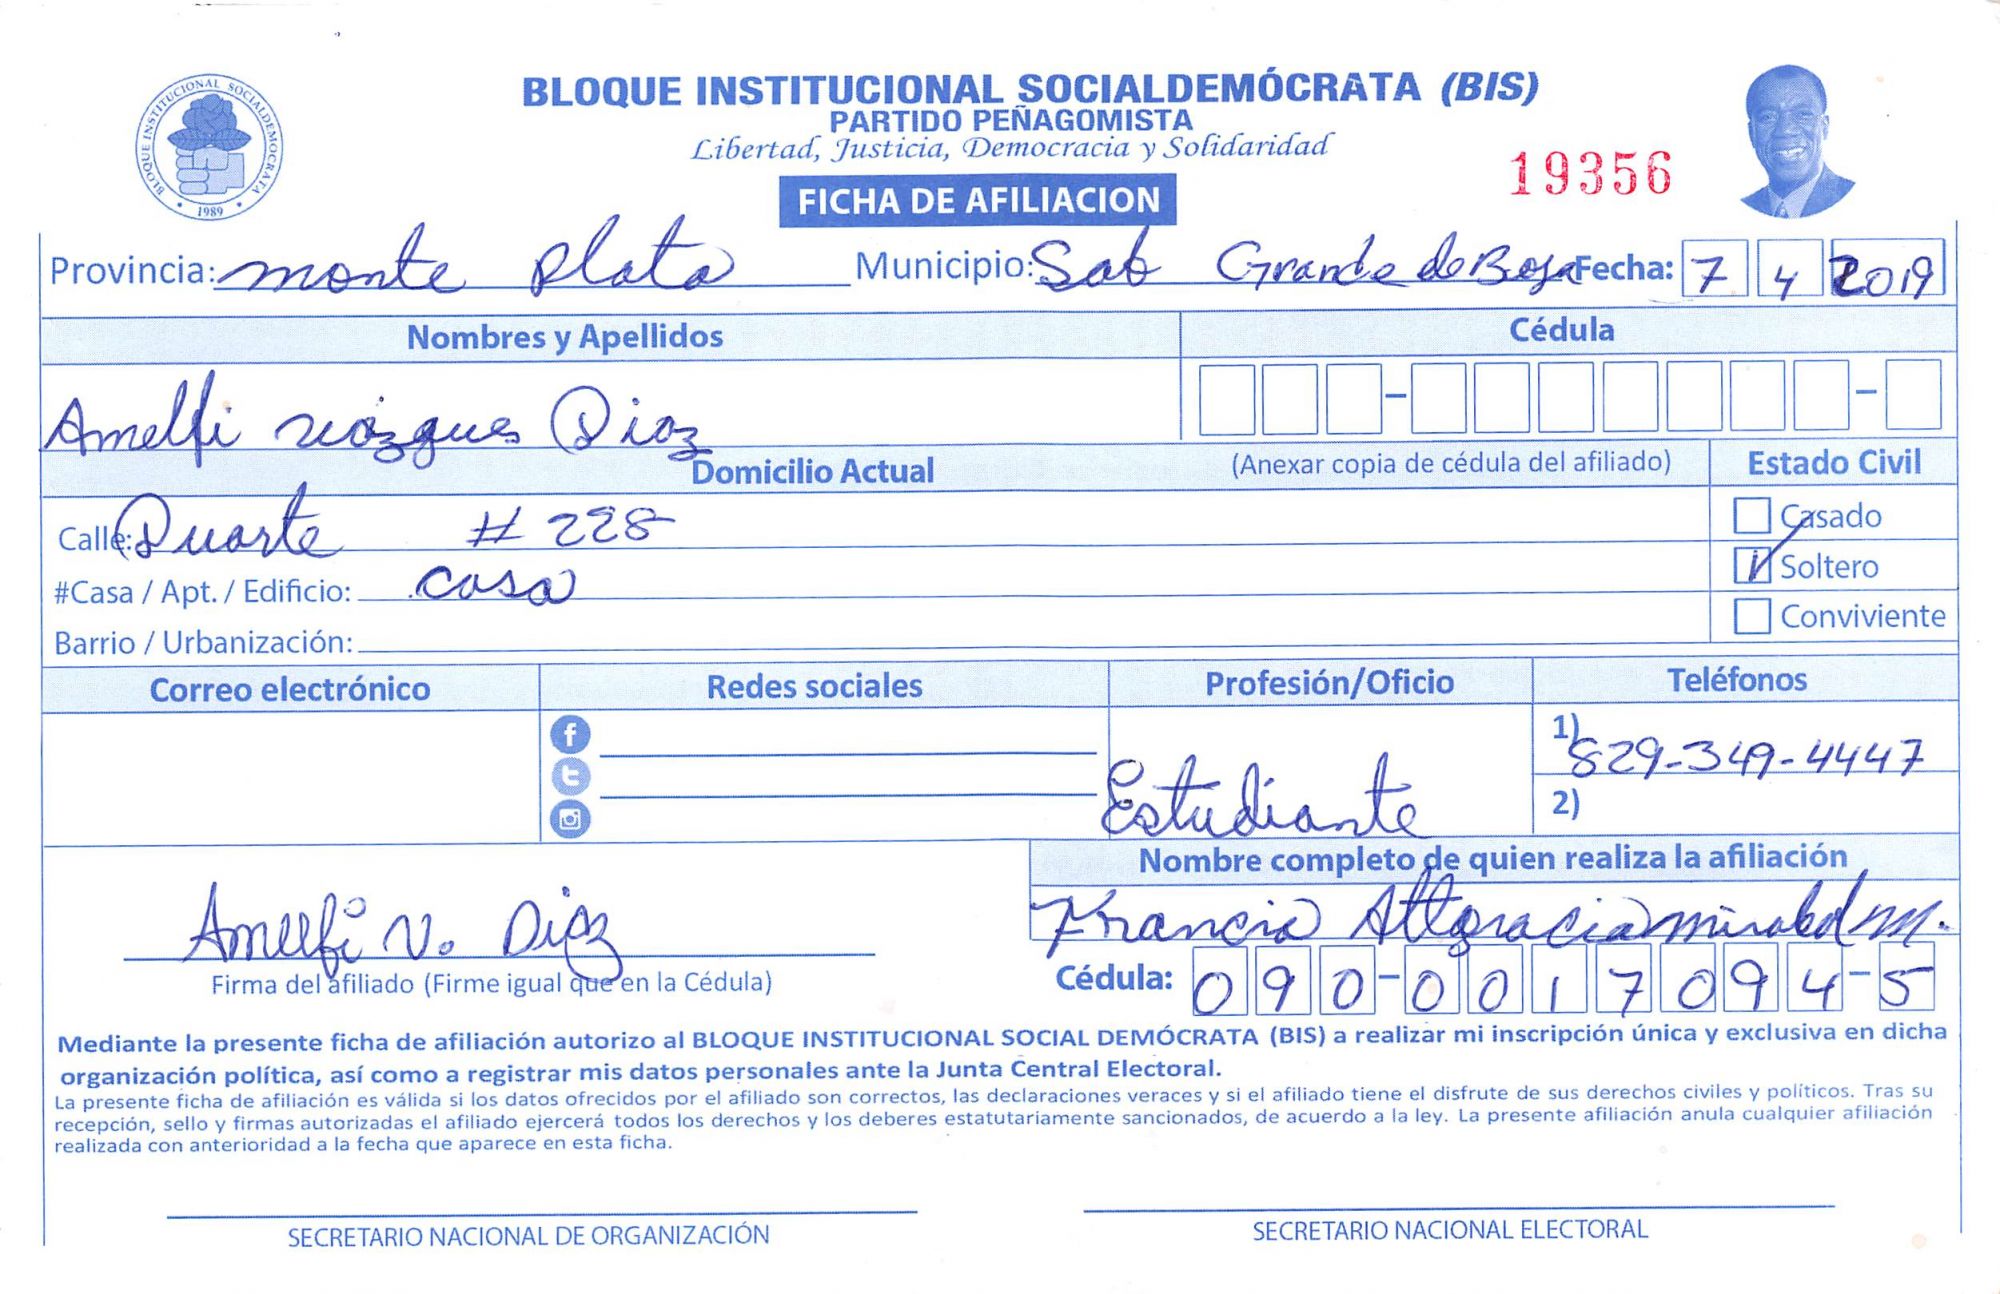 BLOQUE INSTITUCIONAL SOCIALDEMOCRATA
1989
BLOQUE INSTITUCIONAL SOCIALDEMÓCRATA (BIS)
PARTIDO PEÑAGOMISTA
Libertad, Justicia, Democracia y Solidaridad
19356
FICHA DE AFILIACION
Provincia: monte Plata Municipio: Sab Grande de Boya Fecha: 7 4 2019
Nombres y Apellidos Cédula
Amelfi Vázques Diaz
Domicilio Actual (Anexar copia de cédula del afiliado) Estado Civil
Calle: Duarte # 228 Casado
#Casa / Apt. / Edificio: casa Soltero
Barrio / Urbanización: Conviviente
Correo electrónico Redes sociales Profesión/Oficio Teléfonos
1) 829-349-4447
Estudiante 2)
Nombre completo de quien realiza la afiliación
Francia Altgracia mirabal M.
Amelfi V. Diaz
Firma del afiliado (Firme igual que en la Cédula) Cédula: 090-0017094-5
Mediante la presente ficha de afiliación autorizo al BLOQUE INSTITUCIONAL SOCIAL DEMÓCRATA (BIS) a realizar mi inscripción única y exclusiva en dicha
organización política, así como a registrar mis datos personales ante la Junta Central Electoral.
La presente ficha de afiliación es válida si los datos ofrecidos por el afiliado son correctos, las declaraciones veraces y si el afiliado tiene el disfrute de sus derechos civiles y políticos. Tras su
recepción, sello y firmas autorizadas el afiliado ejercerá todos los derechos y los deberes estatutariamente sancionados, de acuerdo a la ley. La presente afiliación anula cualquier afiliación
realizada con anterioridad a la fecha que aparece en esta ficha.
SECRETARIO NACIONAL DE ORGANIZACIÓN SECRETARIO NACIONAL ELECTORAL